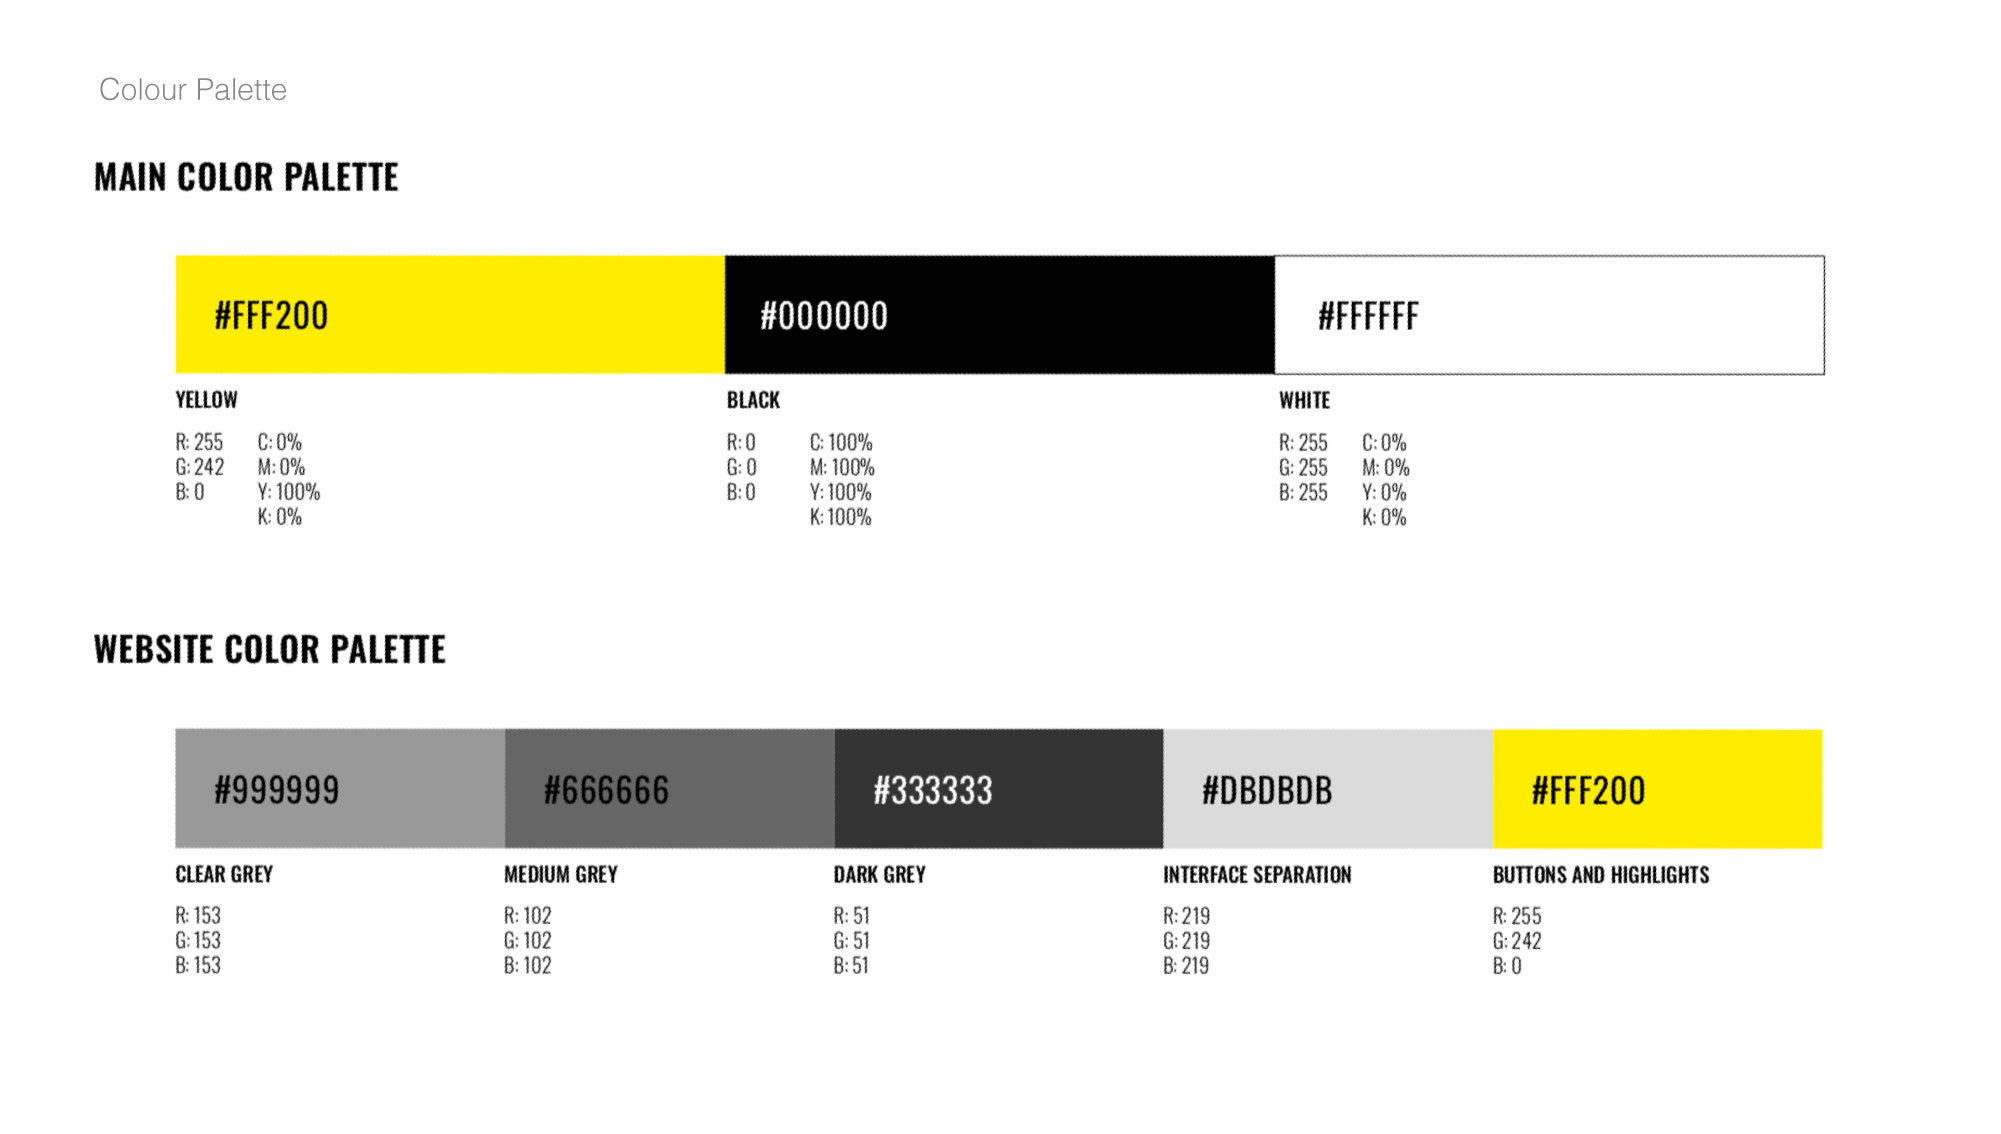 Colour Palette
MAIN COLOR PALETTE
#FFF200 #000000 #FFFFFF
YELLOW BLACK WHITE
R: 255 C: 0% R: 0 C: 100% R: 255 C: 0%
G: 242 M: 0% G: 0 M: 100% G: 255 M: 0%
B: 0 Y: 100% B: 0 Y: 100% B: 255 Y: 0%
K: 0% K: 100% K: 0%
WEBSITE COLOR PALETTE
#999999 #666666 #333333 #DBDBDB #FFF200
CLEAR GREY MEDIUM GREY DARK GREY INTERFACE SEPARATION BUTTONS AND HIGHLIGHTS
R: 153 R: 102 R: 51 R: 219 R: 255
G: 153 G: 102 G: 51 G: 219 G: 242
B: 153 B: 102 B: 51 B: 219 B: 0